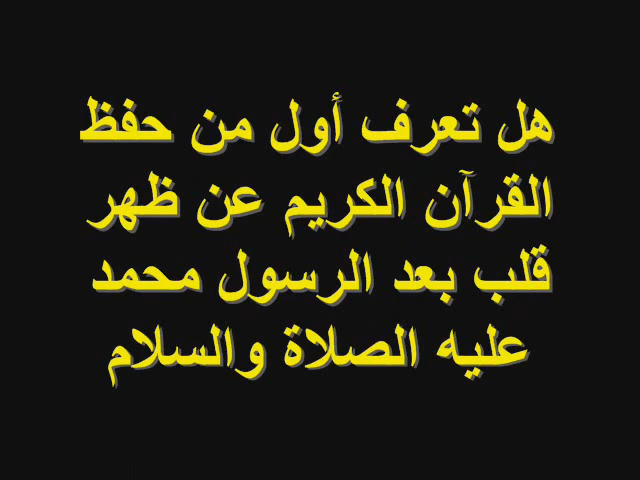 هل تعرف أول من حفظ
القرآن الكريم عن ظهر
قلب بعد الرسول محمد
عليه الصلاة والسلام